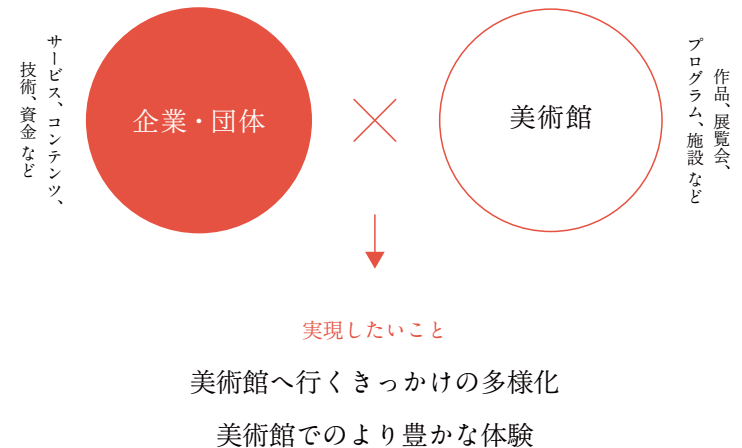 サービス、コンテンツ、
技術、資金 など
企業・団体
美術館
作品、展覧会、
プログラム、施設 など
実現したいこと
美術館へ行くきっかけの多様化
美術館でのより豊かな体験